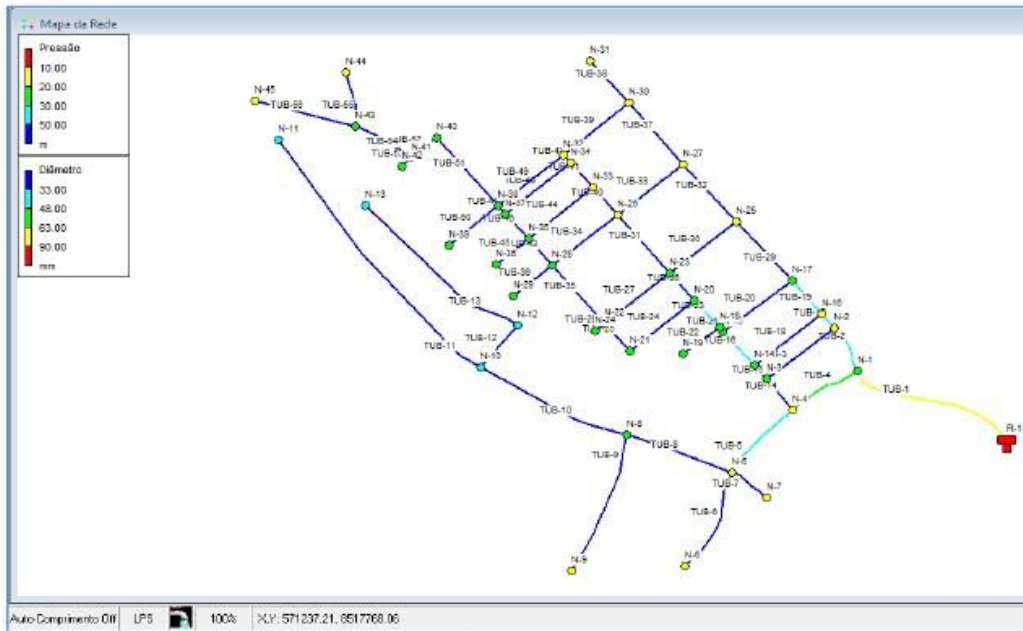 Mapa da Rede
Pressão
10.00
20.00
30.00
50.00
m
Diâmetro
33.00
48.00
63.00
90.00
mm
N-31
TUB-38
N-30
N-44
N-45
TUB-55
TUB-39
TUB-37
N-43
N-11
N-40
N-41
N-42
N-34
N-27
TUB-51
TUB-49
TUB-33
N-33
TUB-32
N-13
TUB-44
N-25
TUB-34
TUB-31
TUB-30
N-39
TUB-29
N-17
TUB-35
N-23
TUB-27
N-20
TUB-19
N-29
TUB-20
TUB-13
TUB-24
N-16
N-22
N-24
N-18
N-2
TUB-18
TUB-2
N-12
TUB-22
TUB-12
N-21
N-19
N-1
TUB-11
N-10
N-3
TUB-4
TUB-1
TUB-14
N-4
TUB-10
R-1
N-8
TUB-5
TUB-8
TUB-9
TUB-7
N-7
TUB-6
N-9
N-6
Auto-Comprimento Off
LPS
100%
X,Y: 571237.21, 8517768.06